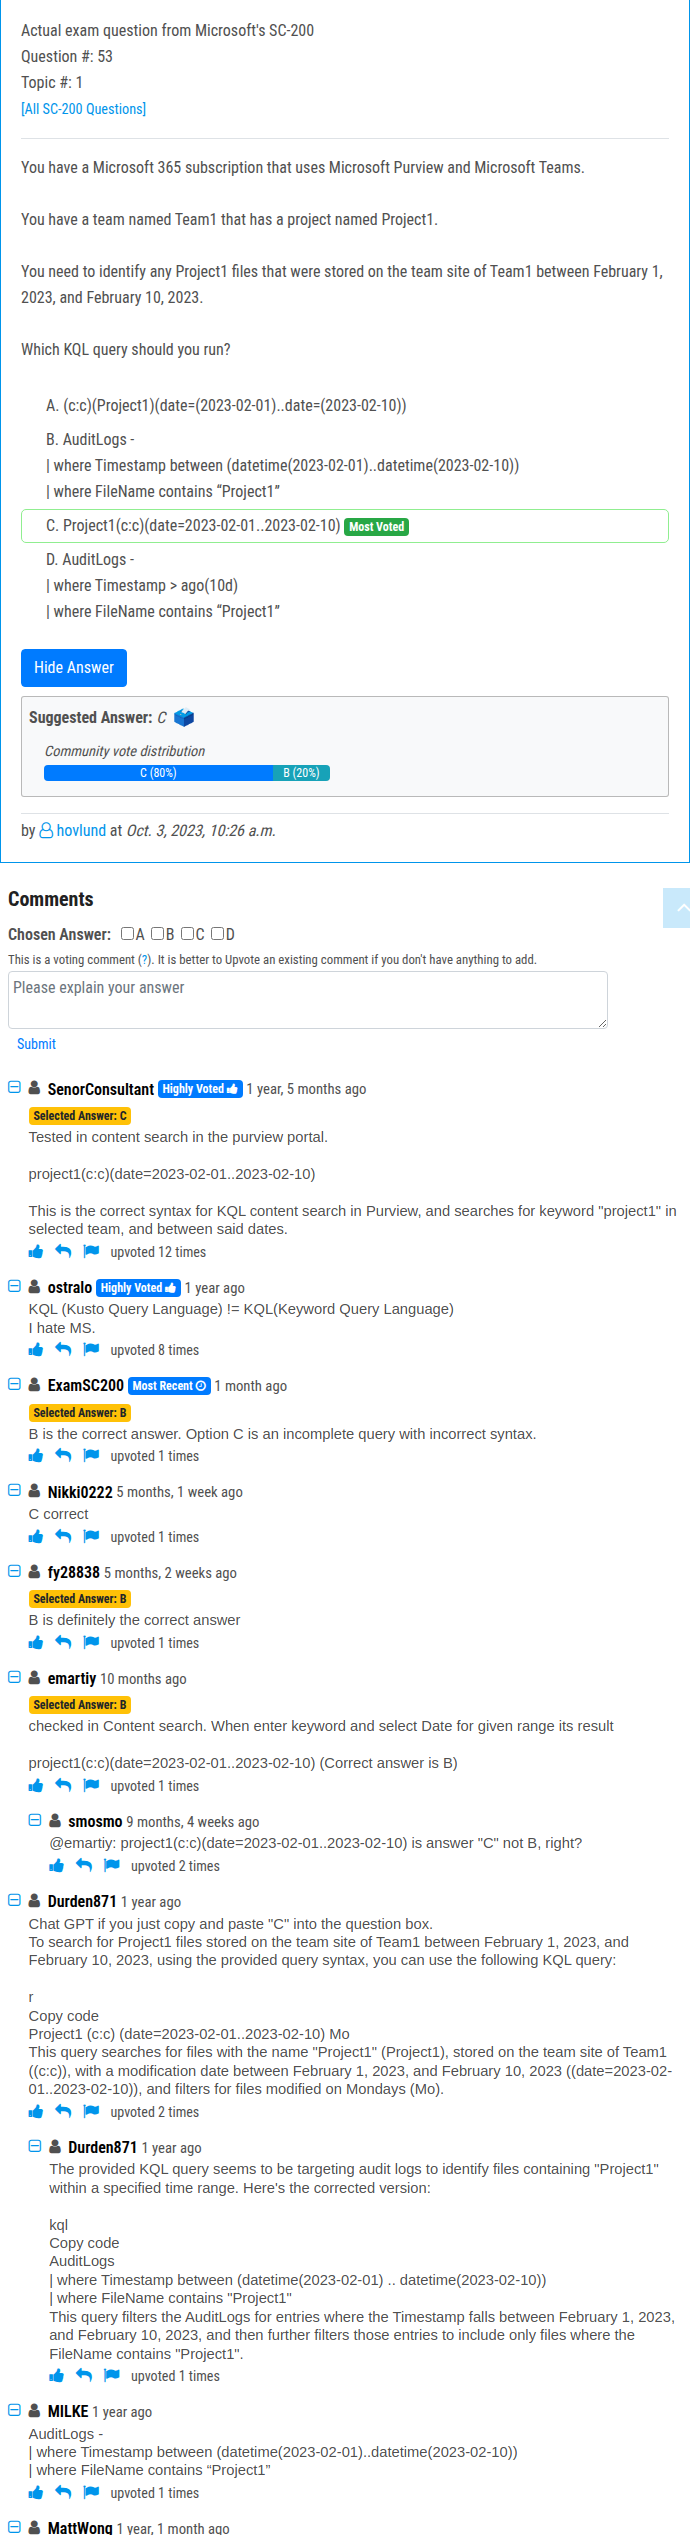 Actual exam question from Microsoft's SC-200
Question #: 53
Topic #: 1
[All SC-200 Questions]
You have a Microsoft 365 subscription that uses Microsoft Purview and Microsoft Teams.
You have a team named Team1 that has a project named Project1.
You need to identify any Project1 files that were stored on the team site of Team1 between February 1,
2023, and February 10, 2023.
Which KQL query should you run?
A. (c:c)(Project1)(date=(2023-02-01)..date=(2023-02-10))
B. AuditLogs -
| where Timestamp between (datetime(2023-02-01)..datetime(2023-02-10))
| where FileName contains “Project1”
C. Project1(c:c)(date=2023-02-01..2023-02-10) Most Voted
D. AuditLogs -
| where Timestamp > ago(10d)
| where FileName contains “Project1”
Hide Answer
Suggested Answer: C
Community vote distribution
C (80%) B (20%)
by hovlund at Oct. 3, 2023, 10:26 a.m.
Comments
Chosen Answer: A B C D
This is a voting comment (?). It is better to Upvote an existing comment if you don't have anything to add.
Please explain your answer
Submit
SenorConsultant Highly Voted 1 year, 5 months ago
Selected Answer: C
Tested in content search in the purview portal.
project1(c:c)(date=2023-02-01..2023-02-10)
This is the correct syntax for KQL content search in Purview, and searches for keyword "project1" in
selected team, and between said dates.
upvoted 12 times
ostralo Highly Voted 1 year ago
KQL (Kusto Query Language) != KQL(Keyword Query Language)
I hate MS.
upvoted 8 times
ExamSC200 Most Recent 1 month ago
Selected Answer: B
B is the correct answer. Option C is an incomplete query with incorrect syntax.
upvoted 1 times
Nikki0222 5 months, 1 week ago
C correct
upvoted 1 times
fy28838 5 months, 2 weeks ago
Selected Answer: B
B is definitely the correct answer
upvoted 1 times
emartiy 10 months ago
Selected Answer: B
checked in Content search. When enter keyword and select Date for given range its result
project1(c:c)(date=2023-02-01..2023-02-10) (Correct answer is B)
upvoted 1 times
smosmo 9 months, 4 weeks ago
@emartiy: project1(c:c)(date=2023-02-01..2023-02-10) is answer "C" not B, right?
upvoted 2 times
Durden871 1 year ago
Chat GPT if you just copy and paste "C" into the question box.
To search for Project1 files stored on the team site of Team1 between February 1, 2023, and
February 10, 2023, using the provided query syntax, you can use the following KQL query:
r
Copy code
Project1 (c:c) (date=2023-02-01..2023-02-10) Mo
This query searches for files with the name "Project1" (Project1), stored on the team site of Team1
((c:c)), with a modification date between February 1, 2023, and February 10, 2023 ((date=2023-02-
01..2023-02-10)), and filters for files modified on Mondays (Mo).
upvoted 2 times
Durden871 1 year ago
The provided KQL query seems to be targeting audit logs to identify files containing "Project1"
within a specified time range. Here's the corrected version:
kql
Copy code
AuditLogs
| where Timestamp between (datetime(2023-02-01) .. datetime(2023-02-10))
| where FileName contains "Project1"
This query filters the AuditLogs for entries where the Timestamp falls between February 1, 2023,
and February 10, 2023, and then further filters those entries to include only files where the
FileName contains "Project1".
upvoted 1 times
MILKE 1 year ago
AuditLogs -
| where Timestamp between (datetime(2023-02-01)..datetime(2023-02-10))
| where FileName contains “Project1”
upvoted 1 times
MattWong 1 year, 1 month ago